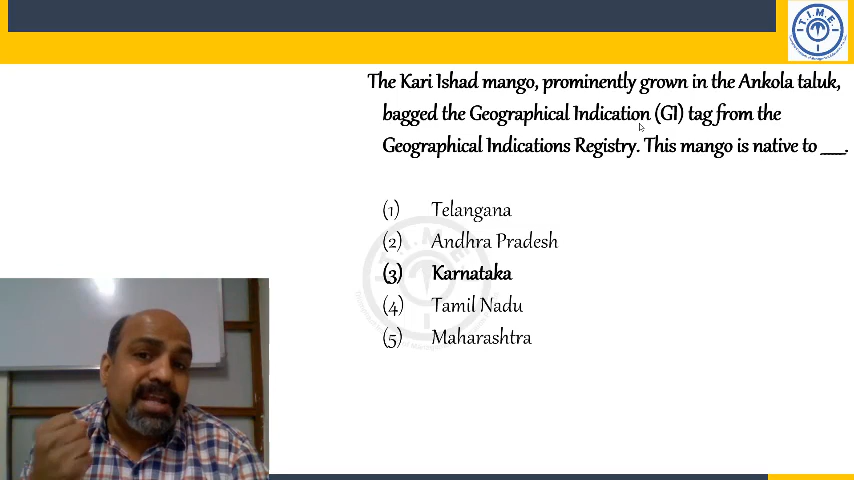 T.I.M.E.
The Kari Ishad mango, prominently grown in the Ankola taluk,
bagged the Geographical Indication (GI) tag from the
Geographical Indications Registry. This mango is native to ___.
(1) Telangana
(2) Andhra Pradesh
(3) Karnataka
(4) Tamil Nadu
(5) Maharashtra